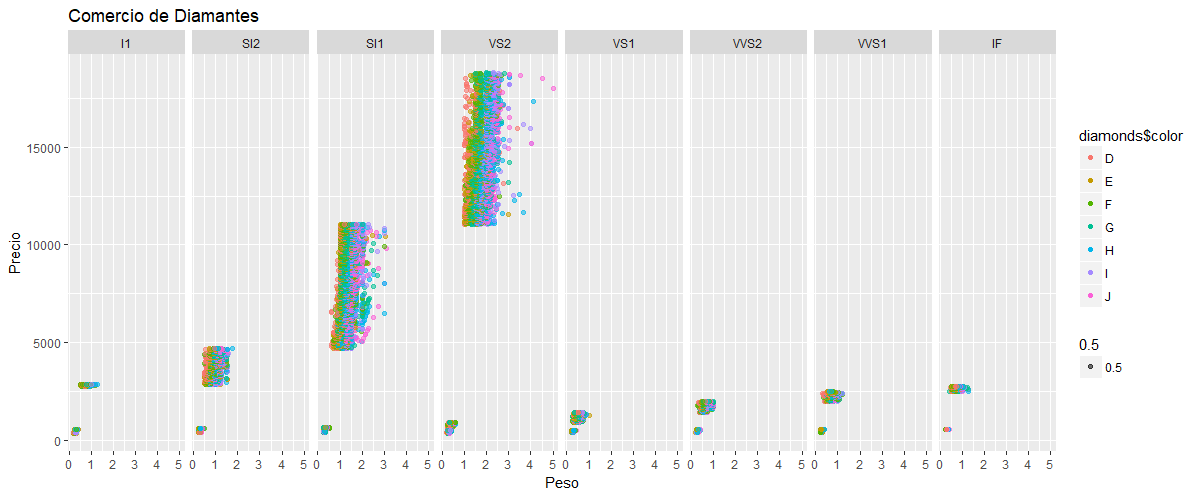 Comercio de Diamantes
I1 SI2 SI1 VS2 VS1 VVS2 VVS1 IF
Precio
15000
10000
5000
0
0 1 2 3 4 5 0 1 2 3 4 5 0 1 2 3 4 5 0 1 2 3 4 5 0 1 2 3 4 5 0 1 2 3 4 5 0 1 2 3 4 5 0 1 2 3 4 5
Peso
diamonds$color
D
E
F
G
H
I
J
0.5
0.5